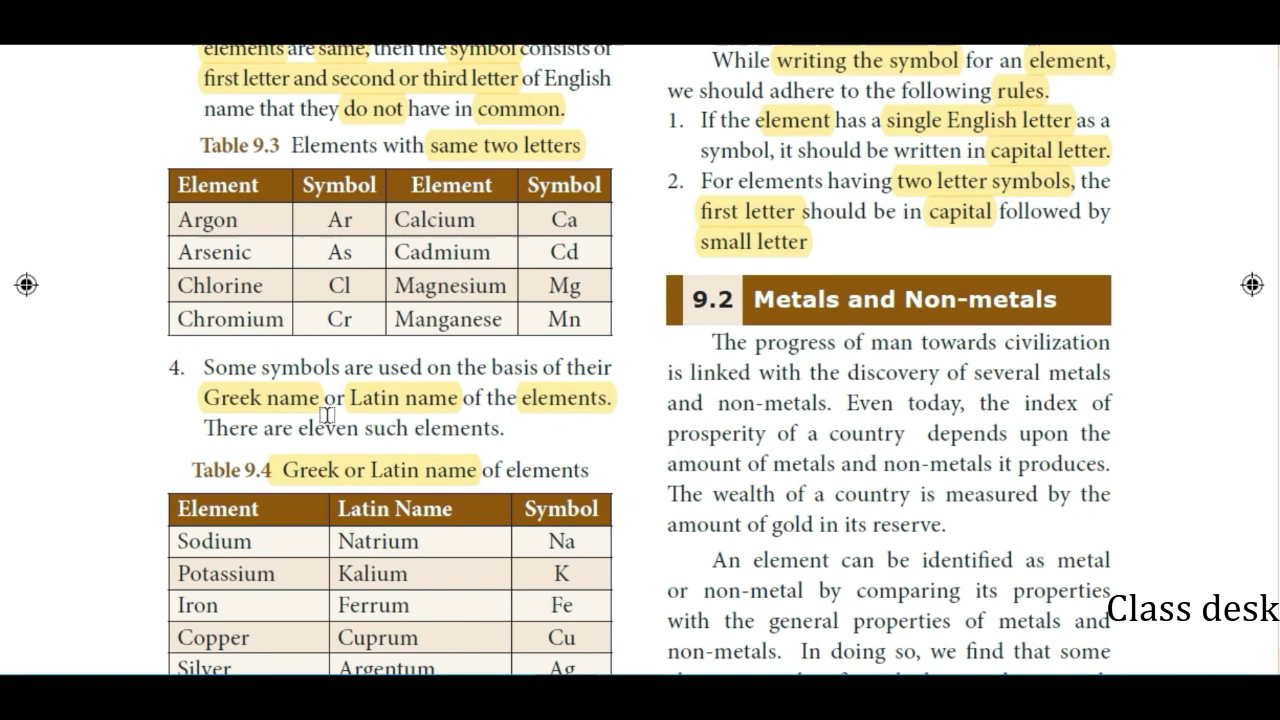 elements are same, then the symbol consists of
first letter and second or third letter of English
name that they do not have in common.
Table 9.3 Elements with same two letters
Element Symbol Element Symbol
Argon Ar Calcium Ca
Arsenic As Cadmium Cd
Chlorine Cl Magnesium Mg
Chromium Cr Manganese Mn
4. Some symbols are used on the basis of their
Greek name or Latin name of the elements.
There are eleven such elements.
Table 9.4 Greek or Latin name of elements
Element Latin Name Symbol
Sodium Natrium Na
Potassium Kalium K
Iron Ferrum Fe
Copper Cuprum Cu
Silver Argentum Ag
While writing the symbol for an element,
we should adhere to the following rules.
1. If the element has a single English letter as a
symbol, it should be written in capital letter.
2. For elements having two letter symbols, the
first letter should be in capital followed by
small letter
9.2 Metals and Non-metals
The progress of man towards civilization
is linked with the discovery of several metals
and non-metals. Even today, the index of
prosperity of a country depends upon the
amount of metals and non-metals it produces.
The wealth of a country is measured by the
amount of gold in its reserve.
An element can be identified as metal
or non-metal by comparing its properties
with the general properties of metals and
non-metals. In doing so, we find that some
Class desk